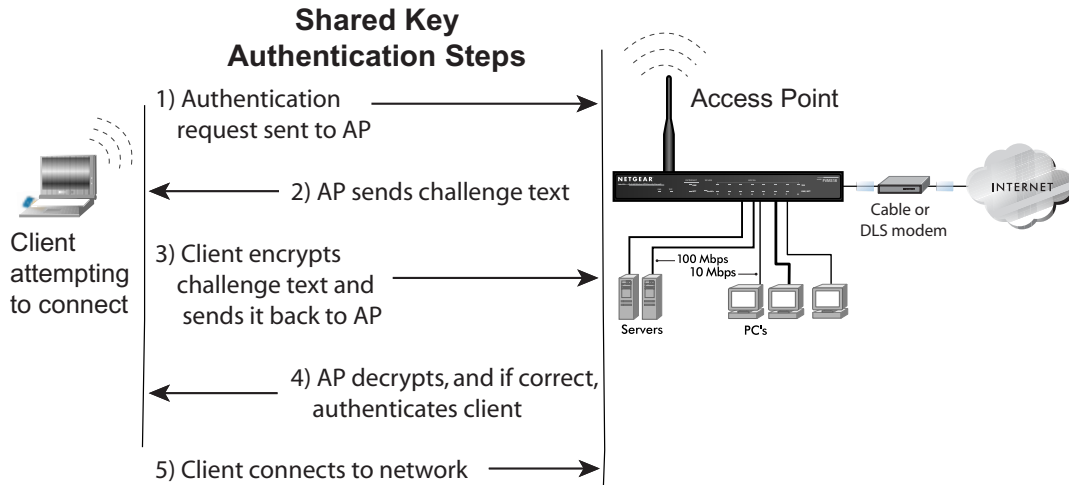 Shared Key
Authentication Steps
1) Authentication
request sent to AP
Access Point
2) AP sends challenge text
NETGEAR
INTERNET
Cable or
DLS modem
Client
attempting
to connect
3) Client encrypts
challenge text and
sends it back to AP
100 Mbps
10 Mbps
Servers
PC's
4) AP decrypts, and if correct,
authenticates client
5) Client connects to network